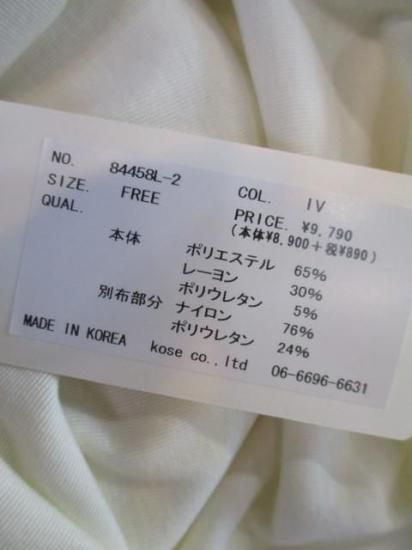 NO. 84458L-2 COL. IV
SIZE. FREE PRICE. ¥9,790
QUAL. (本体¥8,900+税¥890)
本体 ポリエステル 65%
レーヨン 30%
ポリウレタン 5%
別布部分 ナイロン 76%
ポリウレタン 24%
MADE IN KOREA kose co.,ltd 06-6696-6631